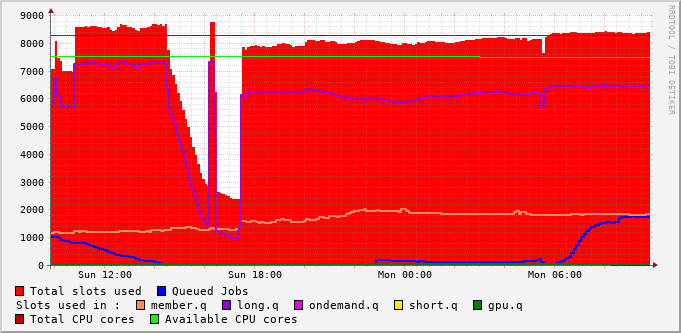 RRDTOOL / TOBI OETIKER
9000
8000
7000
6000
5000
4000
3000
2000
1000
0
Sun 12:00 Sun 18:00 Mon 00:00 Mon 06:00
Total slots used Queued Jobs
Slots used in : member.q long.q ondemand.q short.q gpu.q
Total CPU cores Available CPU cores